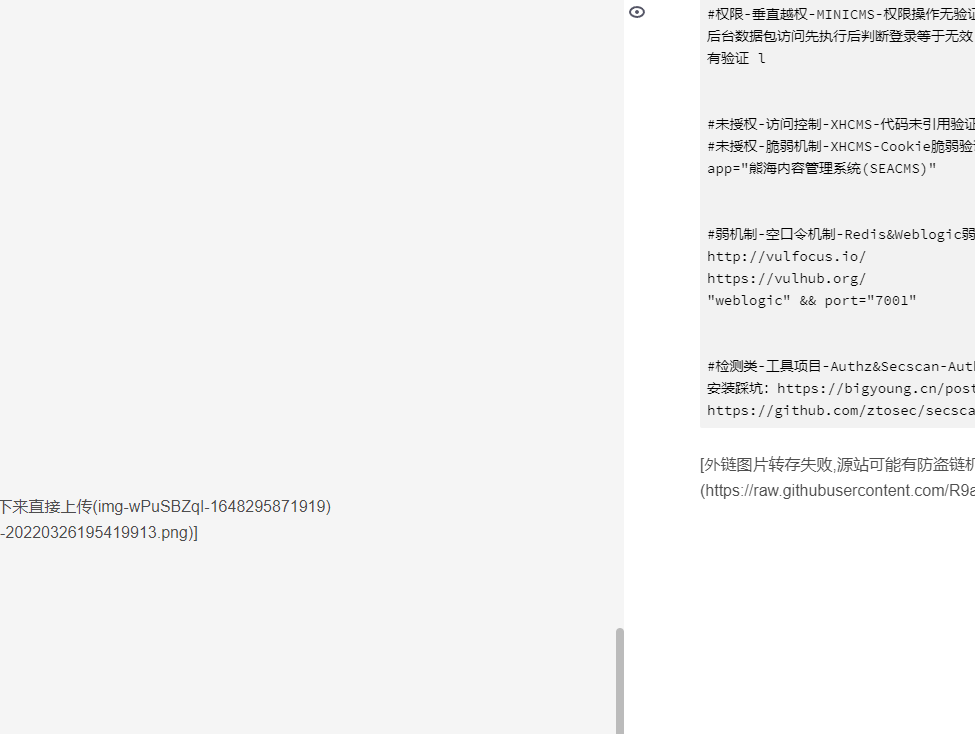 下来直接上传(img-wPuSBZqI-1648295871919)
-20220326195419913.png)]
#权限-垂直越权-MINICMS-权限操作无验证
后台数据包访问先执行后判断登录等于无效
有验证 l
#未授权-访问控制-XHCMS-代码未引用验证
#未授权-脆弱机制-XHCMS-Cookie脆弱验
app="熊海内容管理系统(SEACMS)"
#弱机制-空口令机制-Redis&Weblogic弱
http://vulfocus.io/
https://vulhub.org/
"weblogic" && port="7001"
#检测类-工具项目-Authz&Secscan-Aut
安装踩坑：https://bigyoung.cn/post
https://github.com/ztosec/secsca
[外链图片转存失败,源站可能有防盗链机
(https://raw.githubusercontent.com/R9a